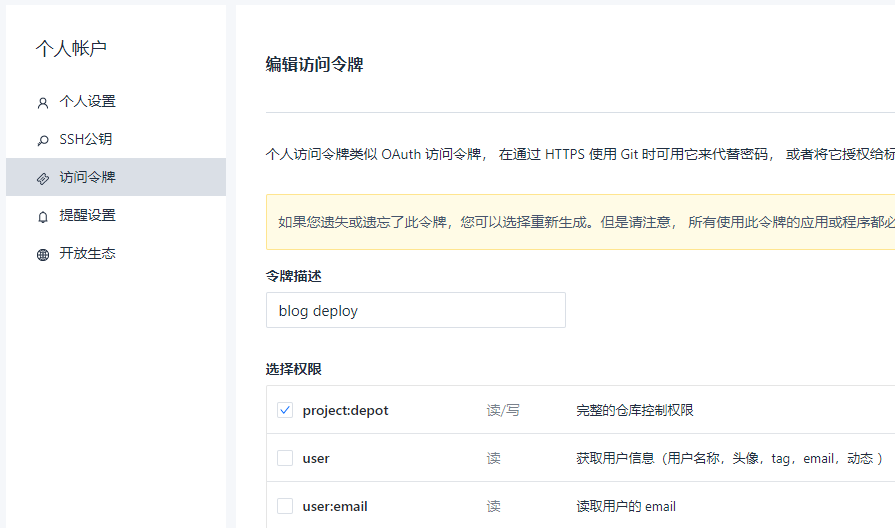 个人帐户
个人设置
SSH公钥
访问令牌
提醒设置
开放生态
编辑访问令牌
个人访问令牌类似 OAuth 访问令牌， 在通过 HTTPS 使用 Git 时可用它来代替密码， 或者将它授权给标
如果您遗失或遗忘了此令牌，您可以选择重新生成。但是请注意， 所有使用此令牌的应用或程序都必
令牌描述
blog deploy
选择权限
project:depot 读/写 完整的仓库控制权限
user 读 获取用户信息（用户名称，头像，tag，email，动态 ）
user:email 读 读取用户的 email